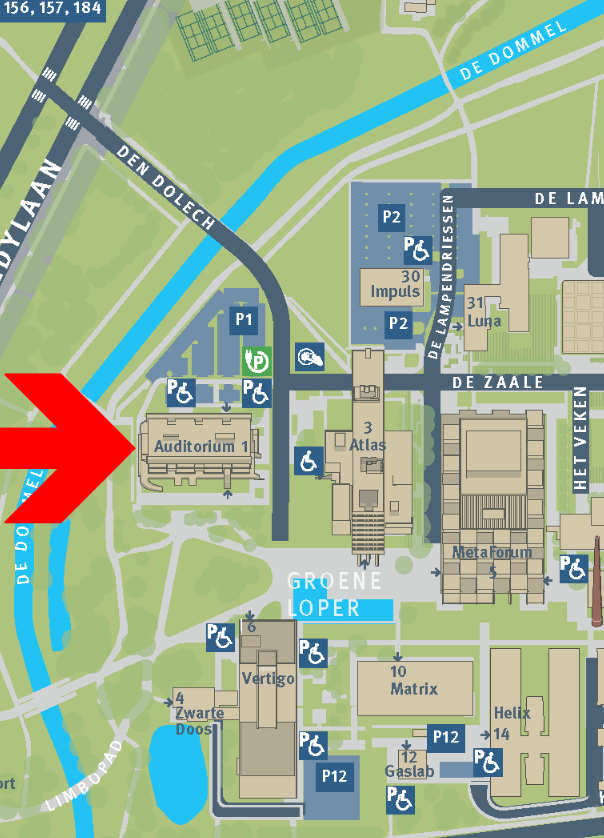 156, 157, 184
DE DOMMEL
DEN DOLECH
DYLAAN
DE LAM
P2
P
DE LAMPENDRIESSEN
30
Impuls
31
Luna
P1
P2
P
DE ZAALE
P
P
HET VEKEN
Auditorium 1
3
Atlas
DE DOMMEL
MetaForum
5
P
GROENE
LOPER
6
P
P
Vertigo
10
Matrix
4
Zwarte
Doos
Helix
14
P
P12
12
Gaslab
P
P12
P
LIMBOPAD
ort